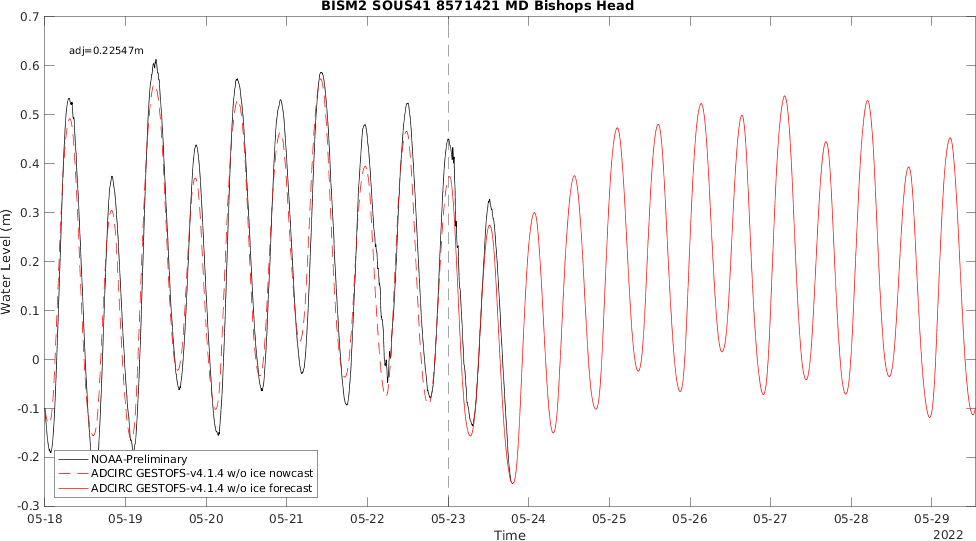 BISM2 SOUS41 8571421 MD Bishops Head
adj=0.22547m
0.7
0.6
0.5
0.4
0.3
0.2
0.1
0
-0.1
-0.2
-0.3
Water Level (m)
NOAA-Preliminary
ADCIRC GESTOFS-v4.1.4 w/o ice nowcast
ADCIRC GESTOFS-v4.1.4 w/o ice forecast
05-18 05-19 05-20 05-21 05-22 05-23 05-24 05-25 05-26 05-27 05-28 05-29
Time
2022